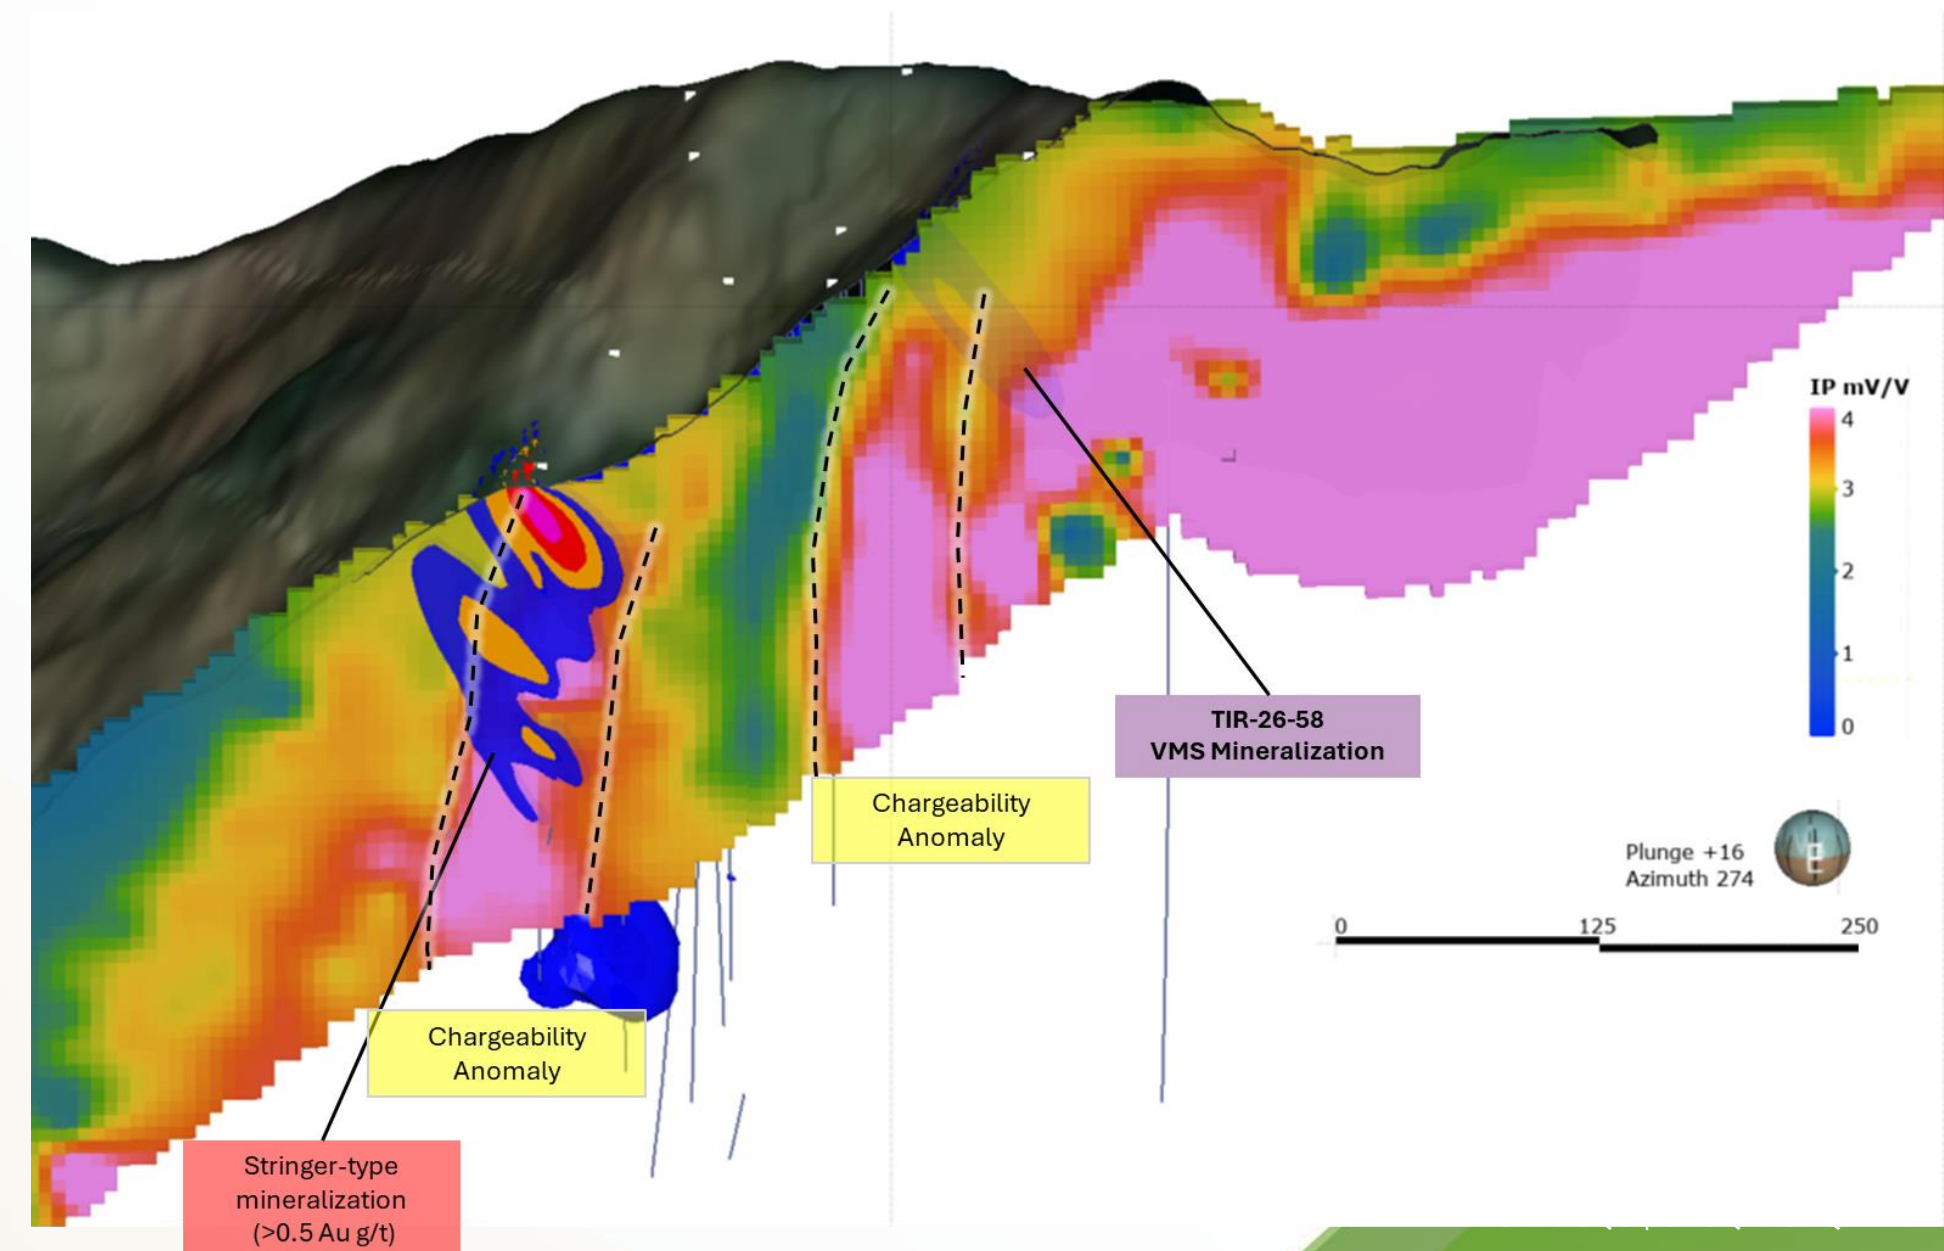 IP mV/V
4
3
2
1
0
TIR-26-58
VMS Mineralization
Chargeability
Anomaly
Plunge +16
Azimuth 274
0 125 250
Chargeability
Anomaly
Stringer-type
mineralization
(>0.5 Au g/t)